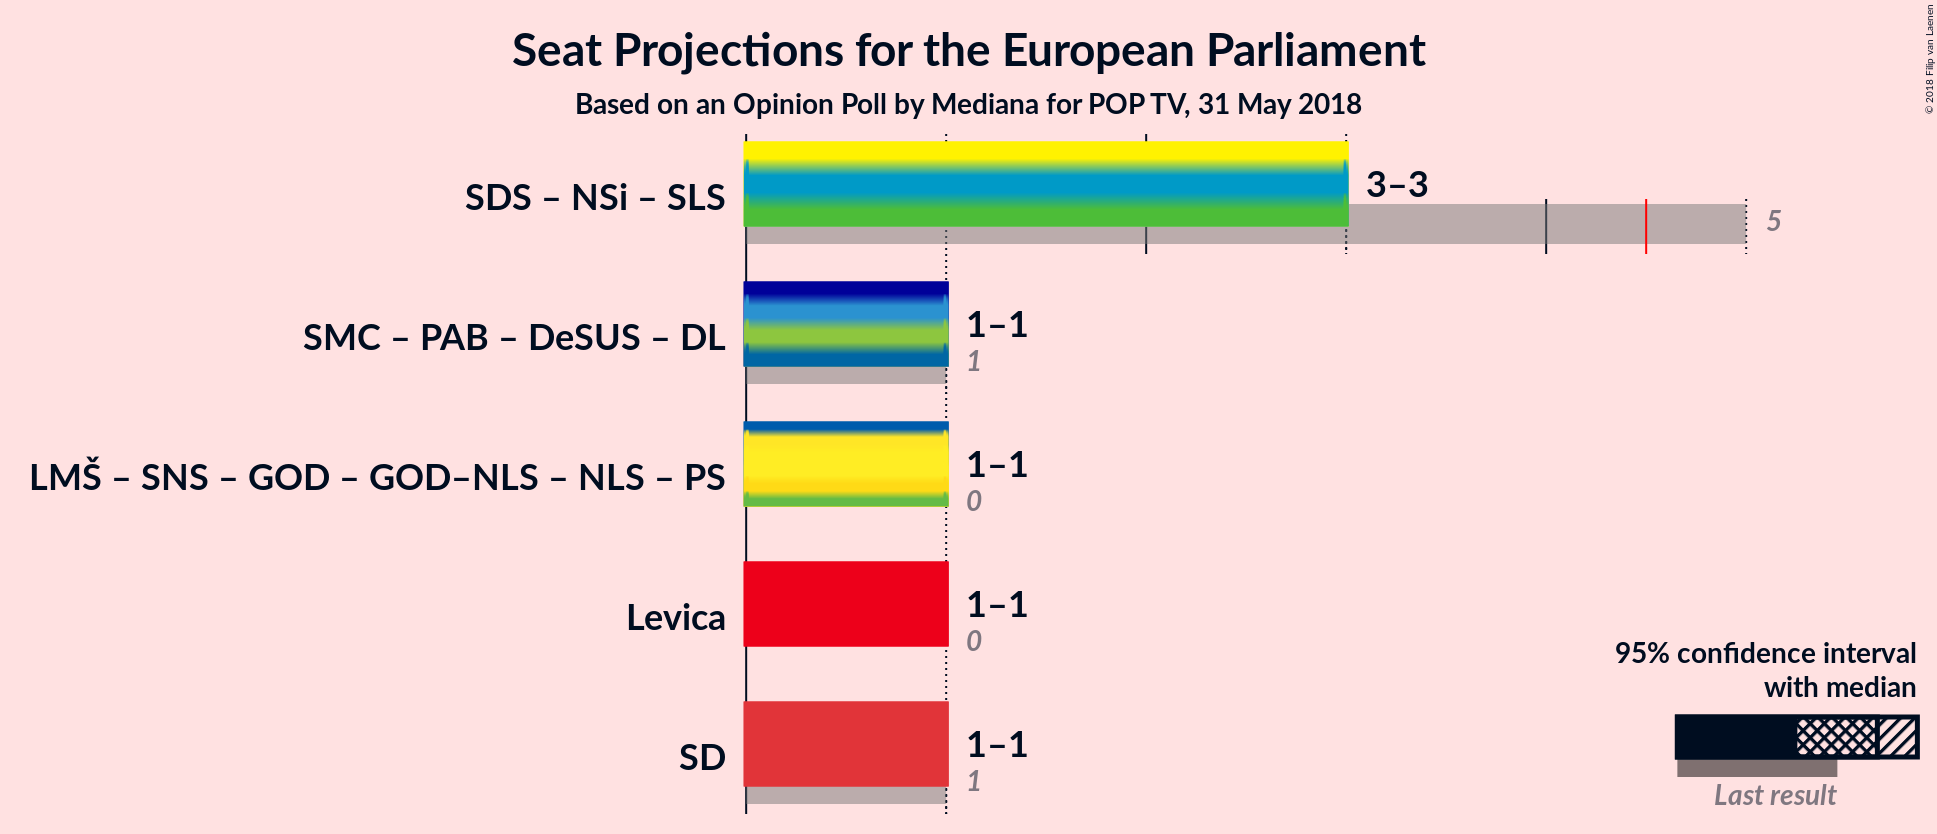 Seat Projections for the European Parliament
Based on an Opinion Poll by Mediana for POP TV, 31 May 2018
© 2018 Filip van Laenen
SDS – NSi – SLS
3–3
5
SMC – PAB – DeSUS – DL
1–1
1
LMŠ – SNS – GOD – GOD–NLS – NLS – PS
1–1
0
Levica
1–1
0
SD
1–1
1
95% confidence interval
with median
Last result